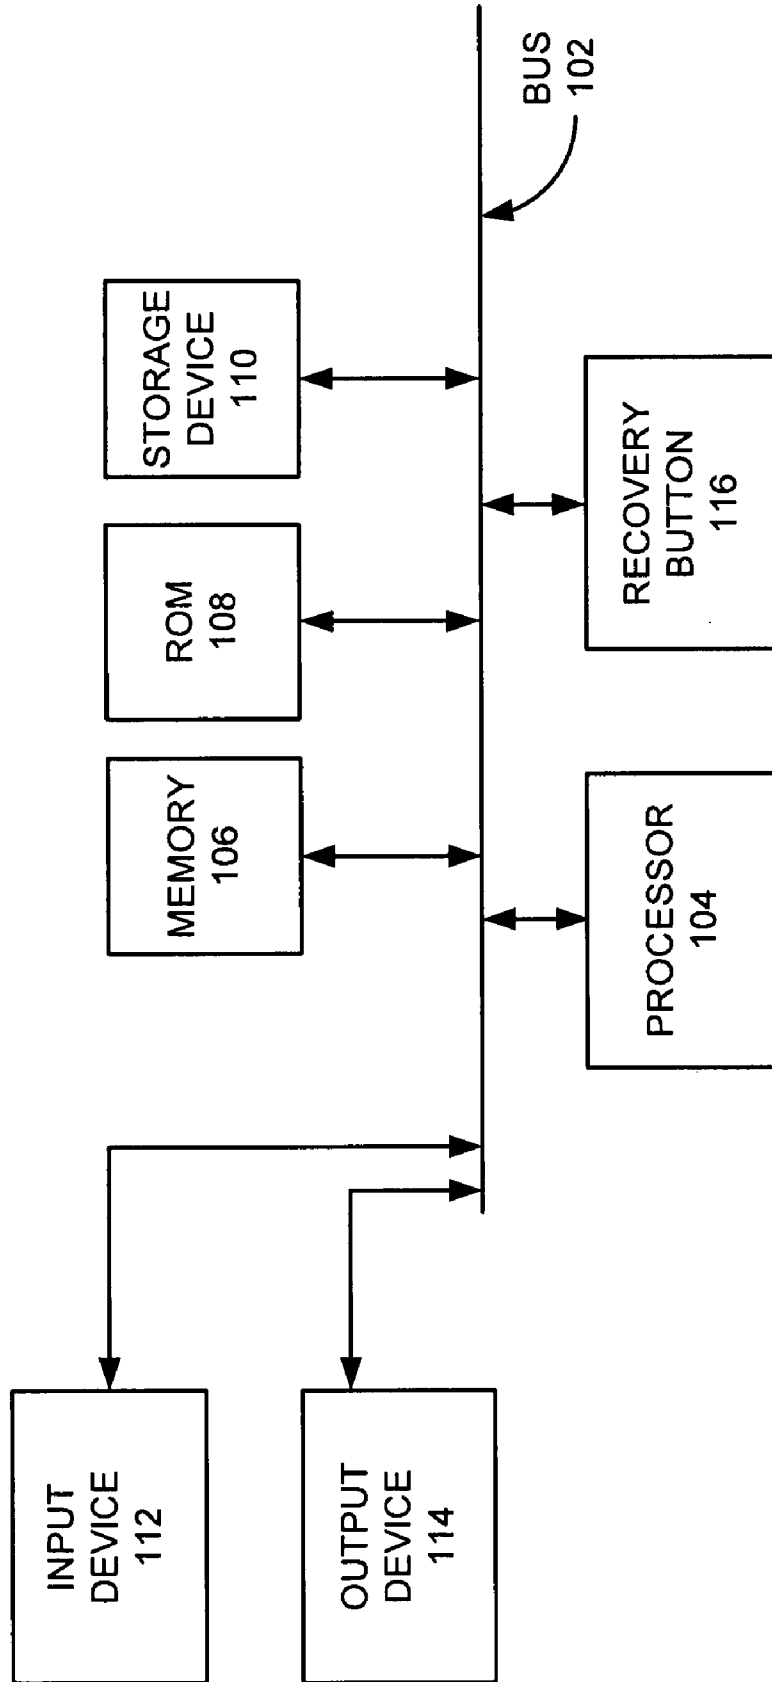 INPUT
DEVICE
112
OUTPUT
DEVICE
114
MEMORY
106
ROM
108
STORAGE
DEVICE
110
BUS
102
PROCESSOR
104
RECOVERY
BUTTON
116